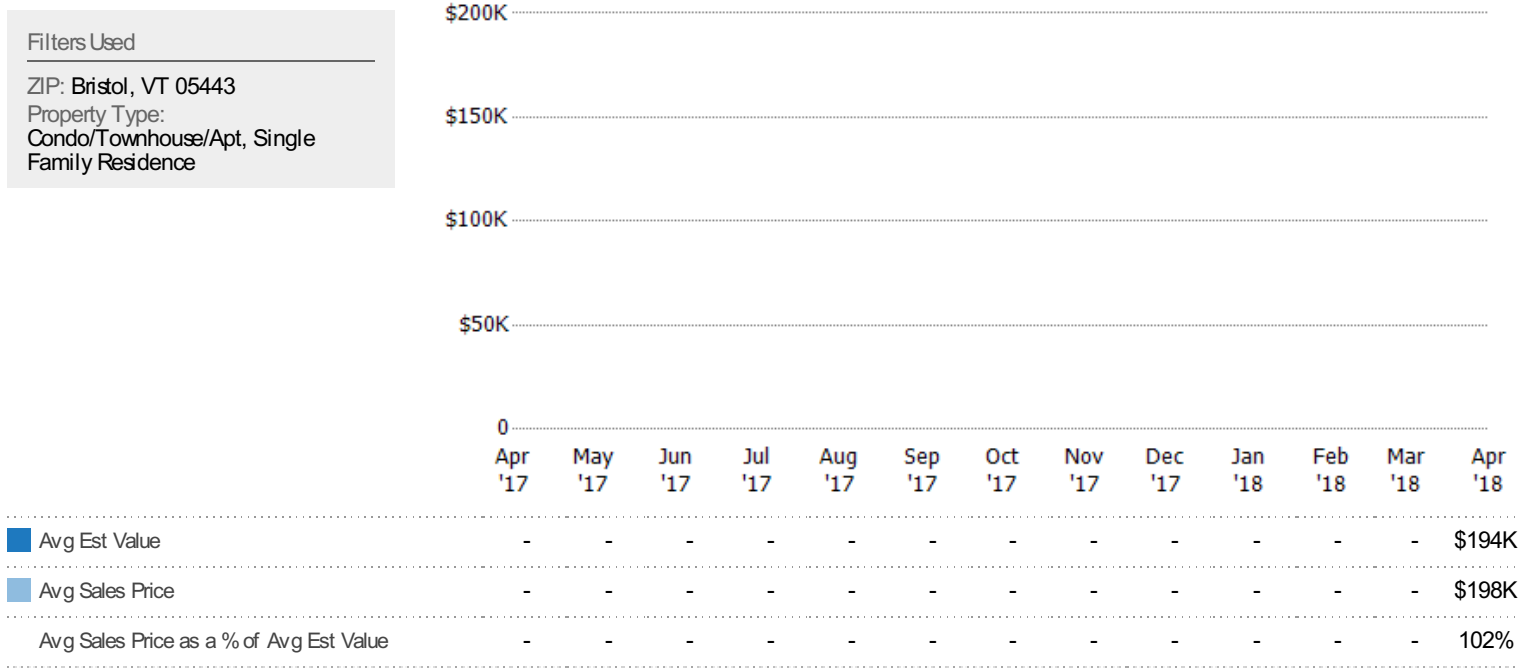 Filters Used
ZIP: Bristol, VT 05443
Property Type:
Condo/Townhouse/Apt, Single
Family Residence
$200K
$150K
$100K
$50K
0
Apr May Jun Jul Aug Sep Oct Nov Dec Jan Feb Mar Apr
'17 '17 '17 '17 '17 '17 '17 '17 '17 '18 '18 '18 '18
Avg Est Value - - - - - - - - - - - - $194K
Avg Sales Price - - - - - - - - - - - - $198K
Avg Sales Price as a % of Avg Est Value - - - - - - - - - - - - 102%